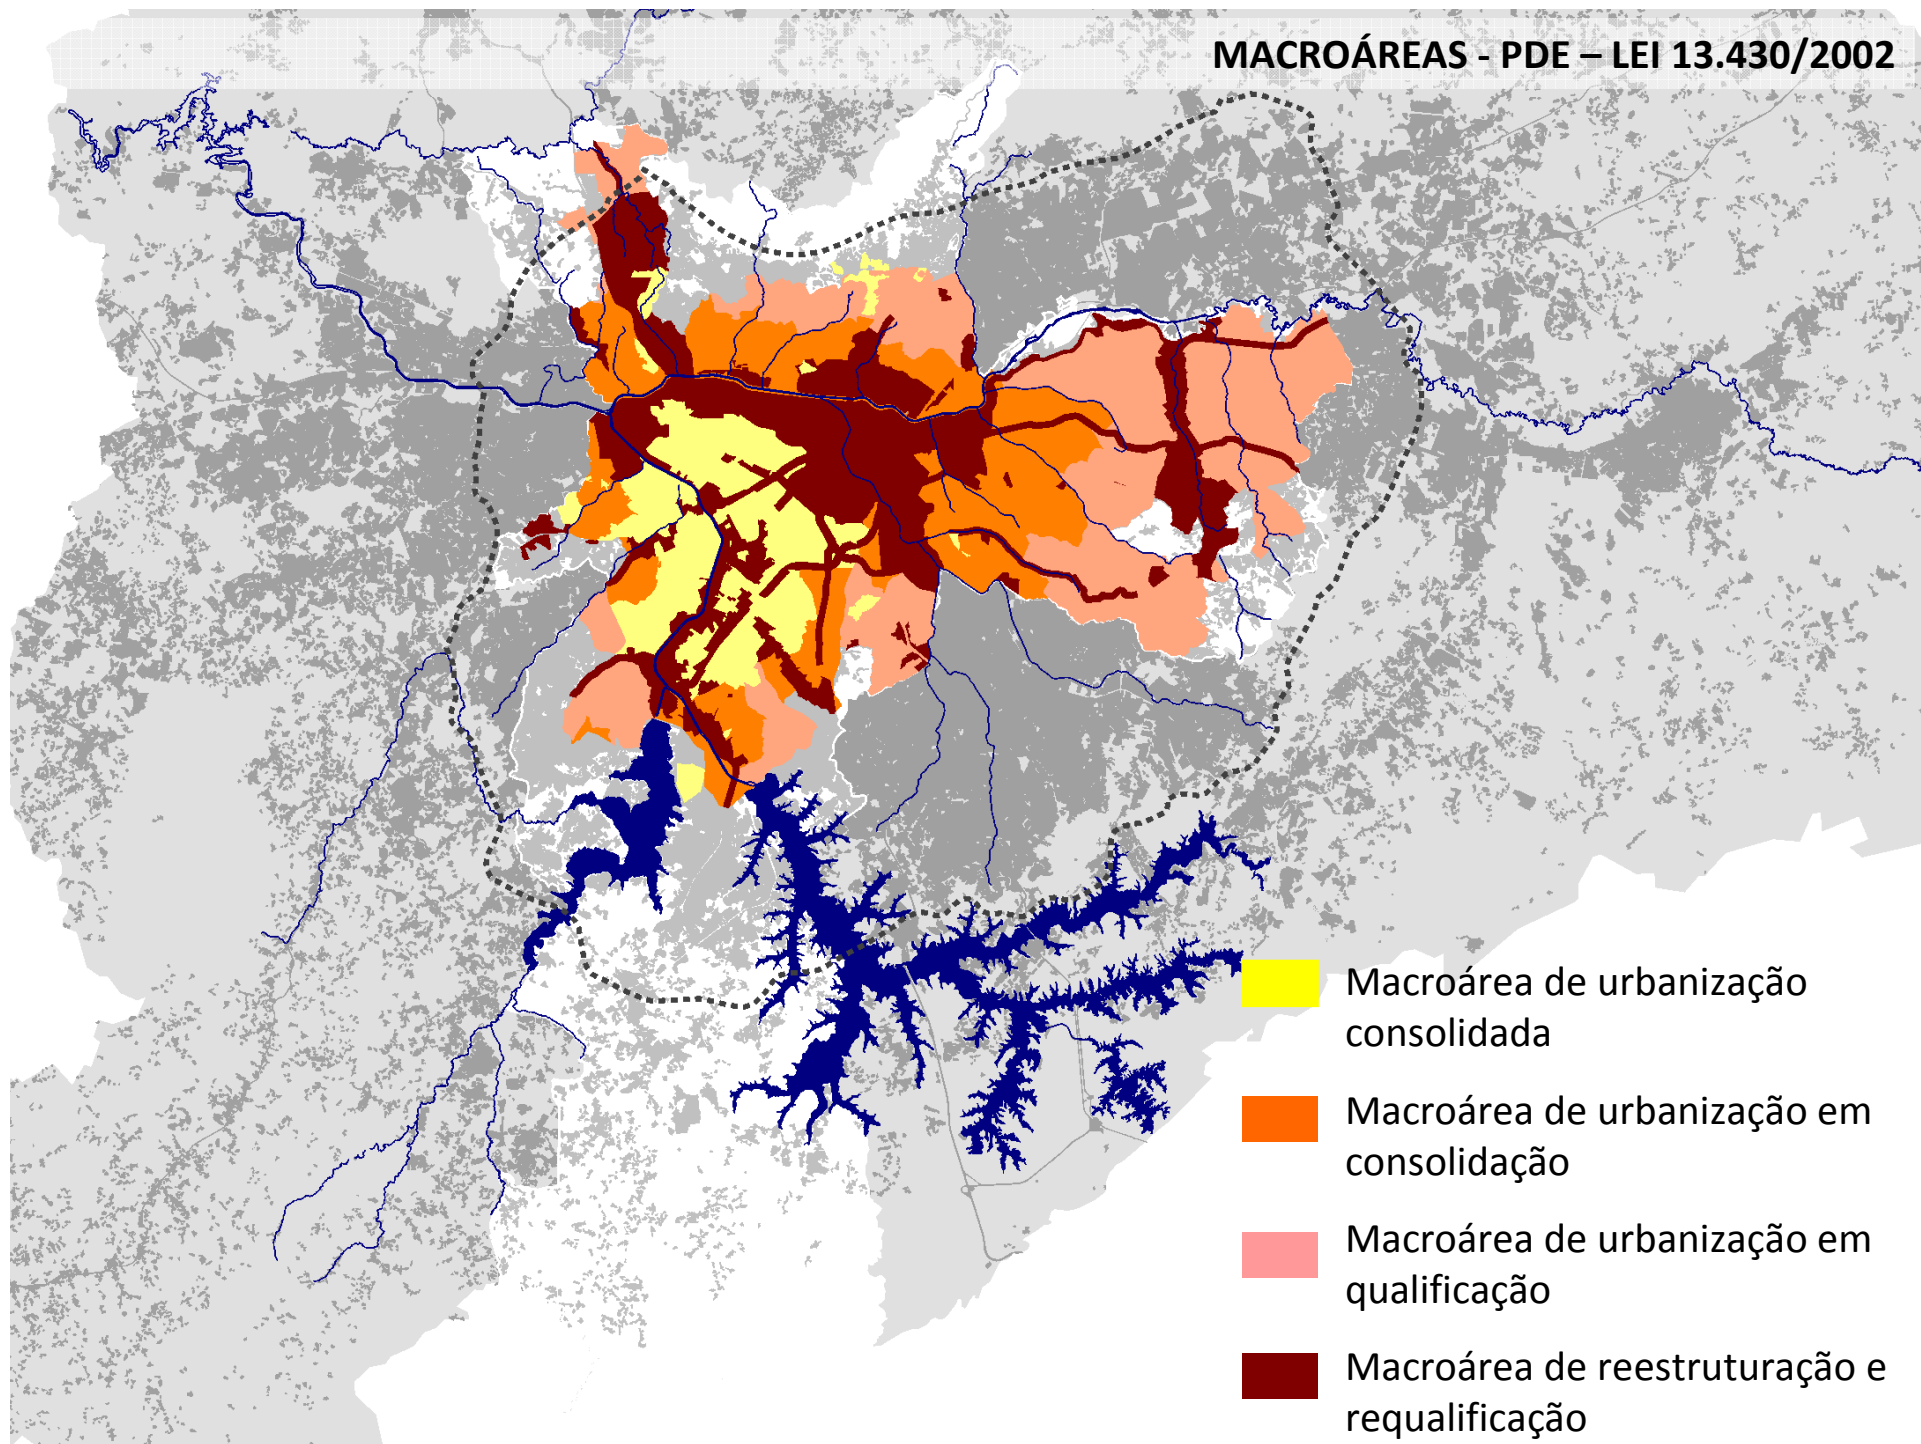 MACROÁREAS - PDE – LEI 13.430/2002
Macroárea de urbanização
consolidada
Macroárea de urbanização em
consolidação
Macroárea de urbanização em
qualificação
Macroárea de reestruturação e
requalificação